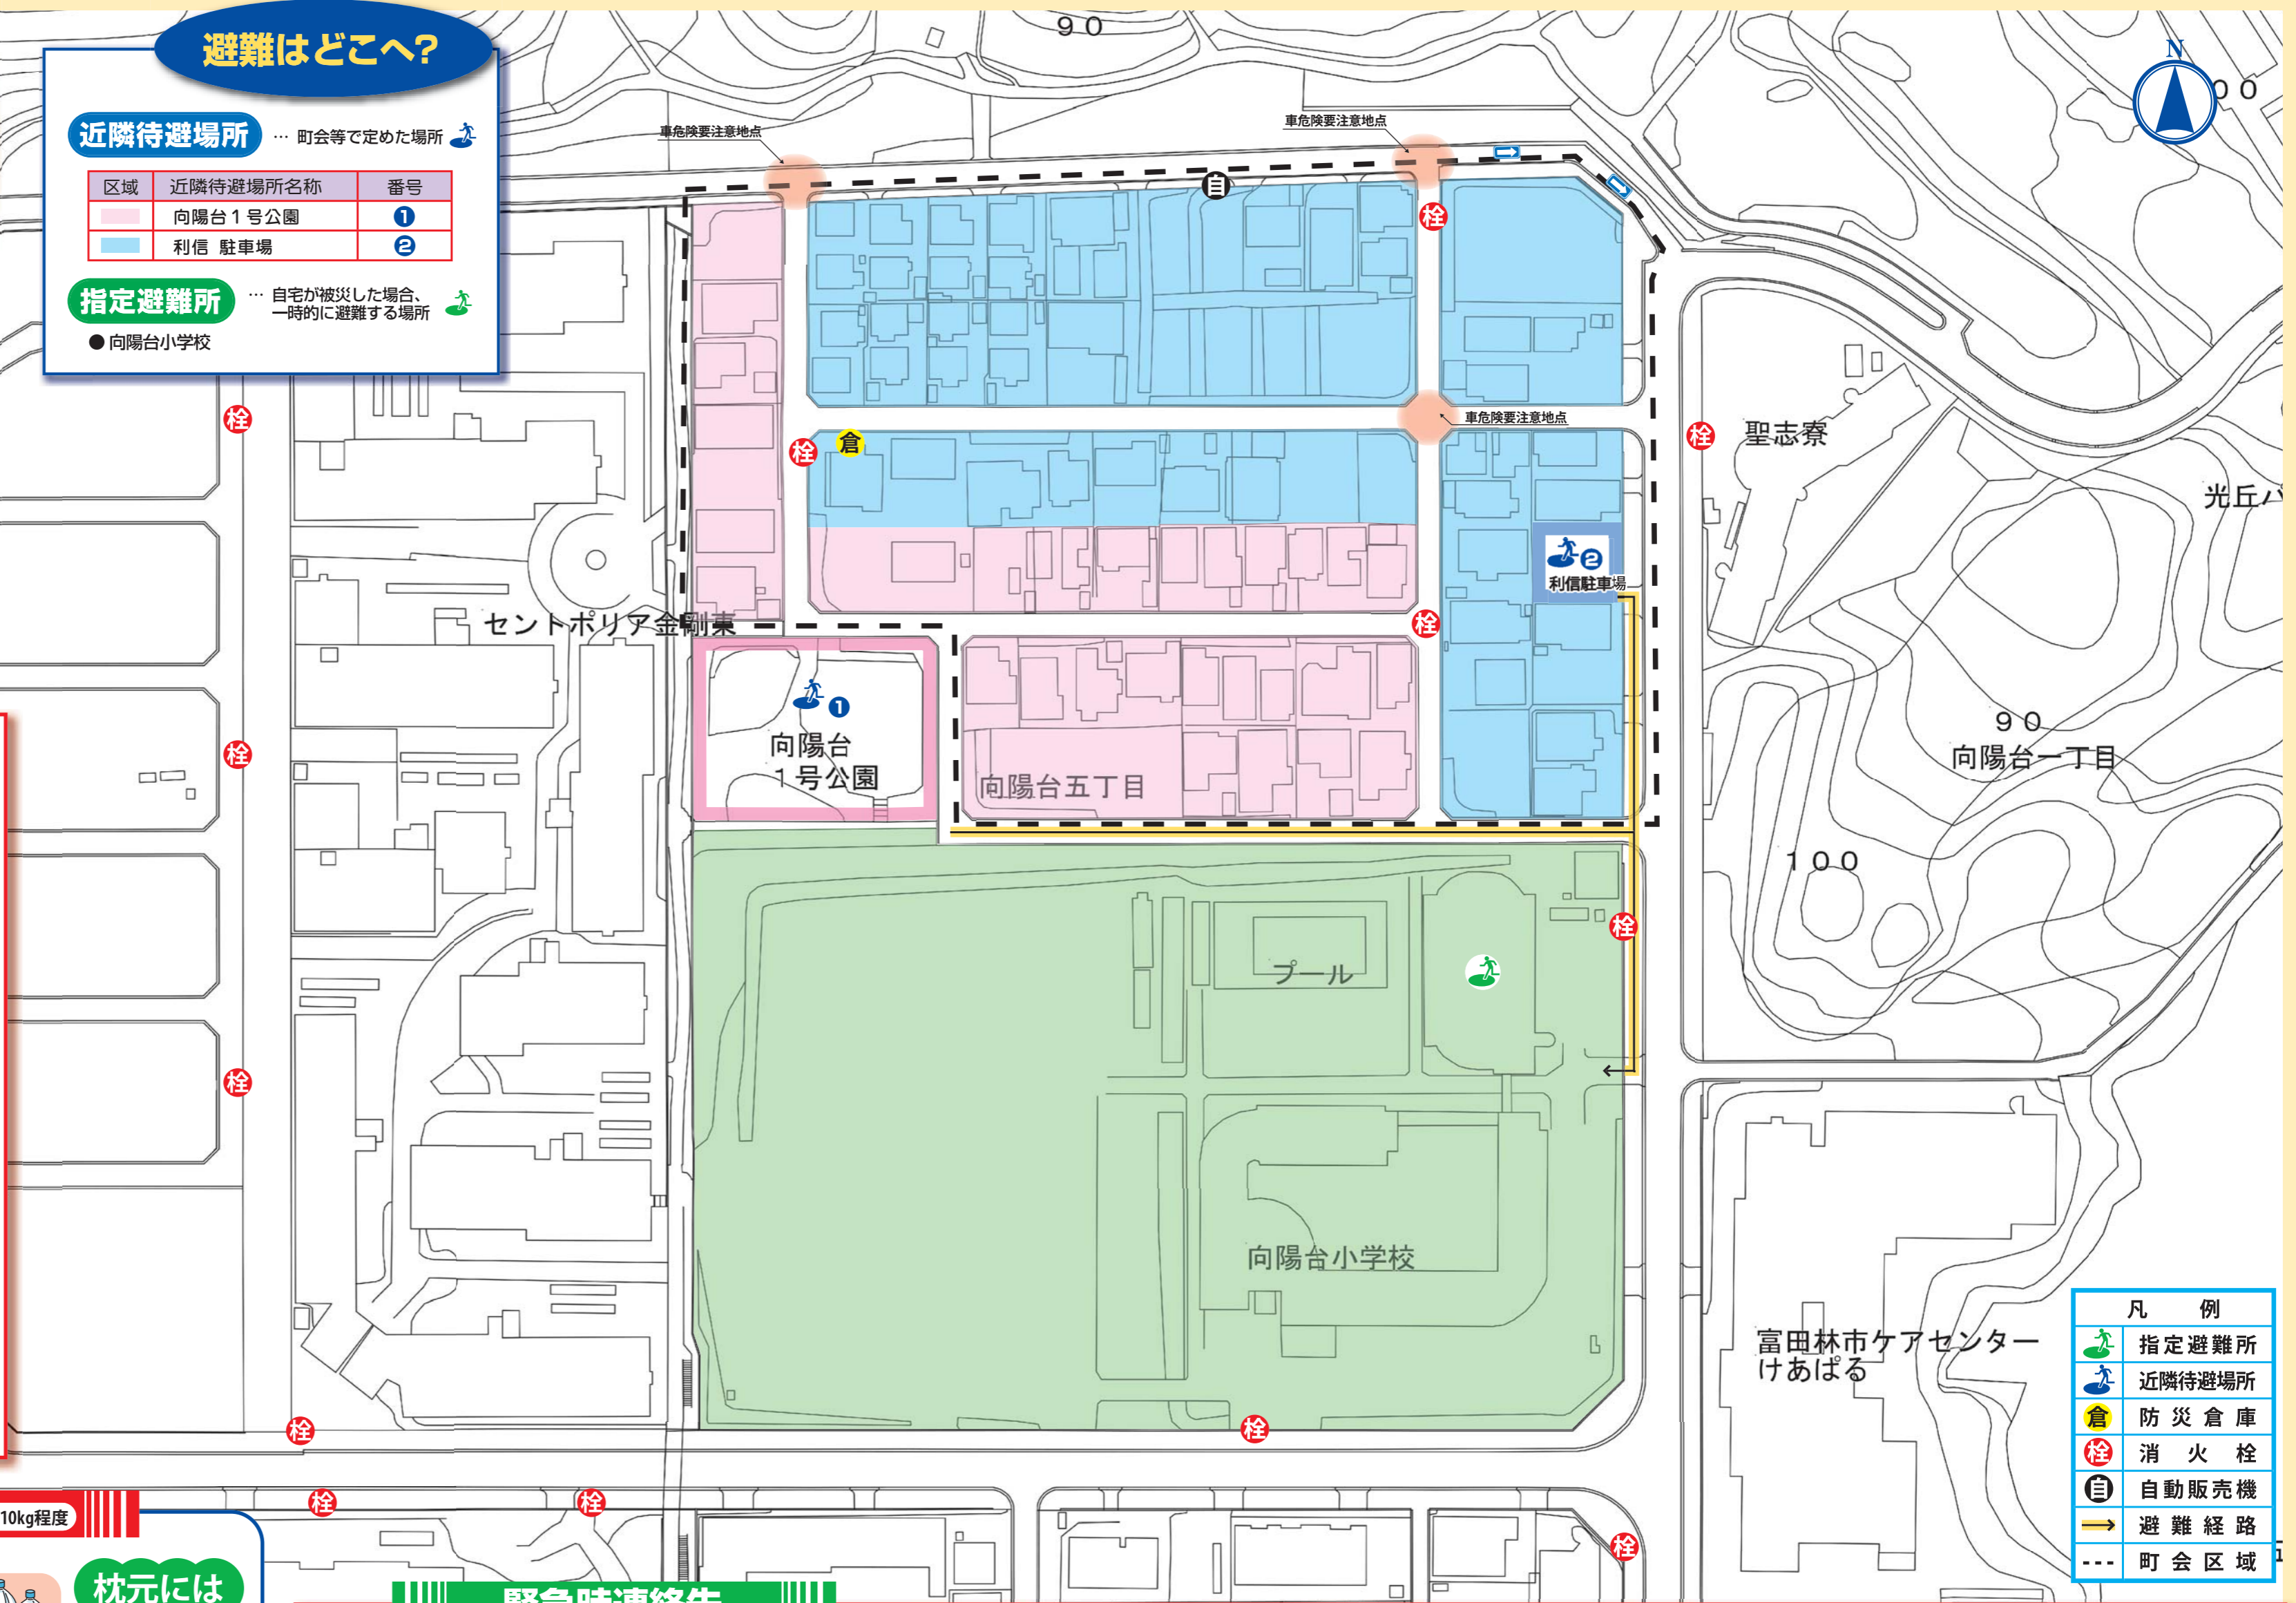 避難はどこへ?
近隣待避場所 … 町会等で定めた場所
区域 近隣待避場所名称 番号
向陽台1号公園 ❶
利信 駐車場 ❷
指定避難所 … 自宅が被災した場合、
一時的に避難する場所
●向陽台小学校
90
N
00
車危険要注意地点
車危険要注意地点
自
栓
車危険要注意地点
栓
栓
倉
栓
聖志寮
光丘ハ
❷
利信駐車場
セントポリア金剛東
栓
❶
向陽台
1号公園
向陽台五丁目
栓
90
向陽台一丁目
100
栓
プール
栓
向陽台小学校
富田林市ケアセンター
けあぱる
栓
栓
栓
栓
栓
凡 例
指定避難所
近隣待避場所
倉 防災倉庫
栓 消火栓
自 自動販売機
避難経路
町会区域
10kg程度
枕元には
緊急時連絡先